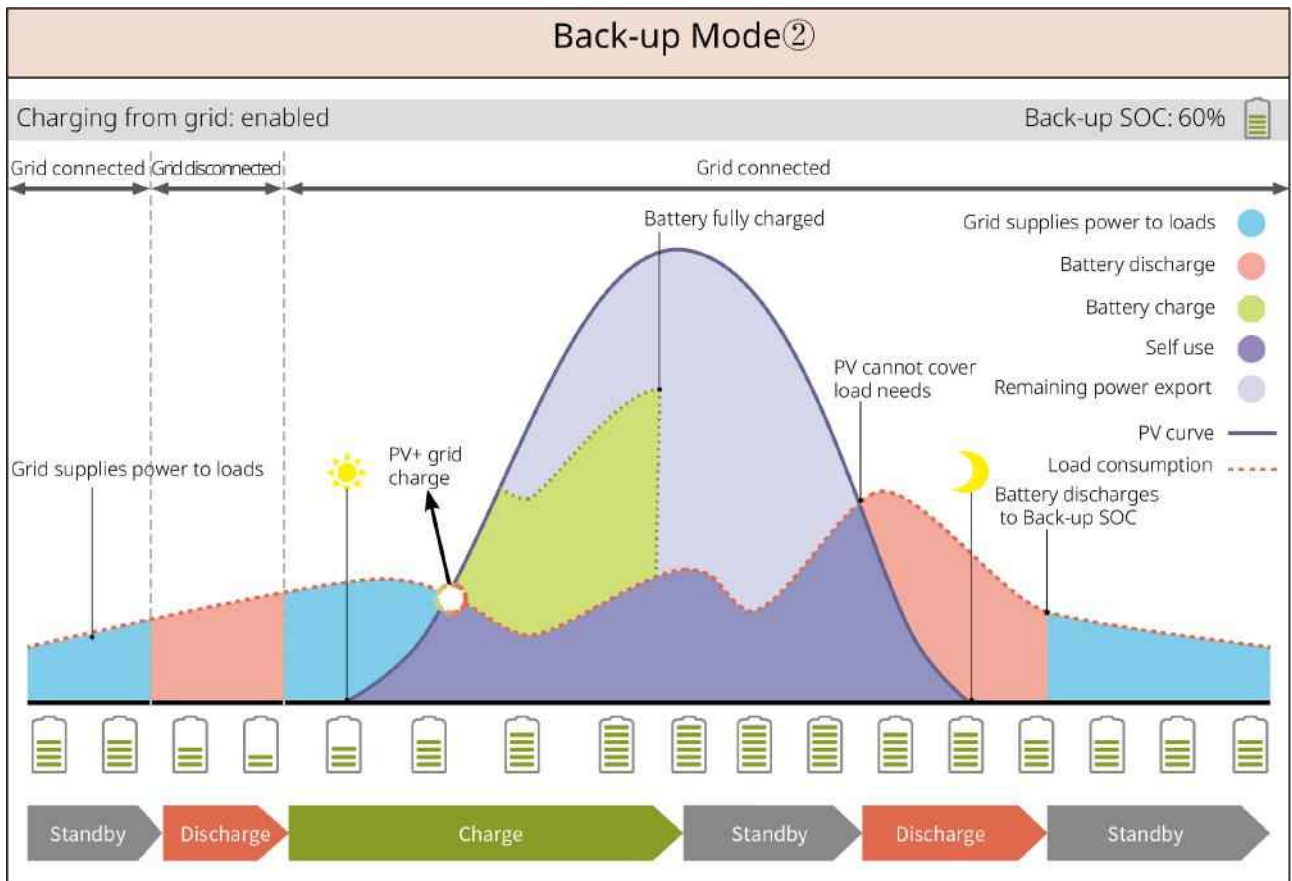 Back-up Mode②
Charging from grid: enabled
Back-up SOC: 60%
Grid connected
Grid disconnected
Grid connected
Battery fully charged
Grid supplies power to loads
Battery discharge
Battery charge
Self use
Remaining power export
PV curve
Load consumption
PV cannot cover
load needs
PV+ grid
charge
Grid supplies power to loads
Battery discharges
to Back-up SOC
Standby
Discharge
Charge
Standby
Discharge
Standby